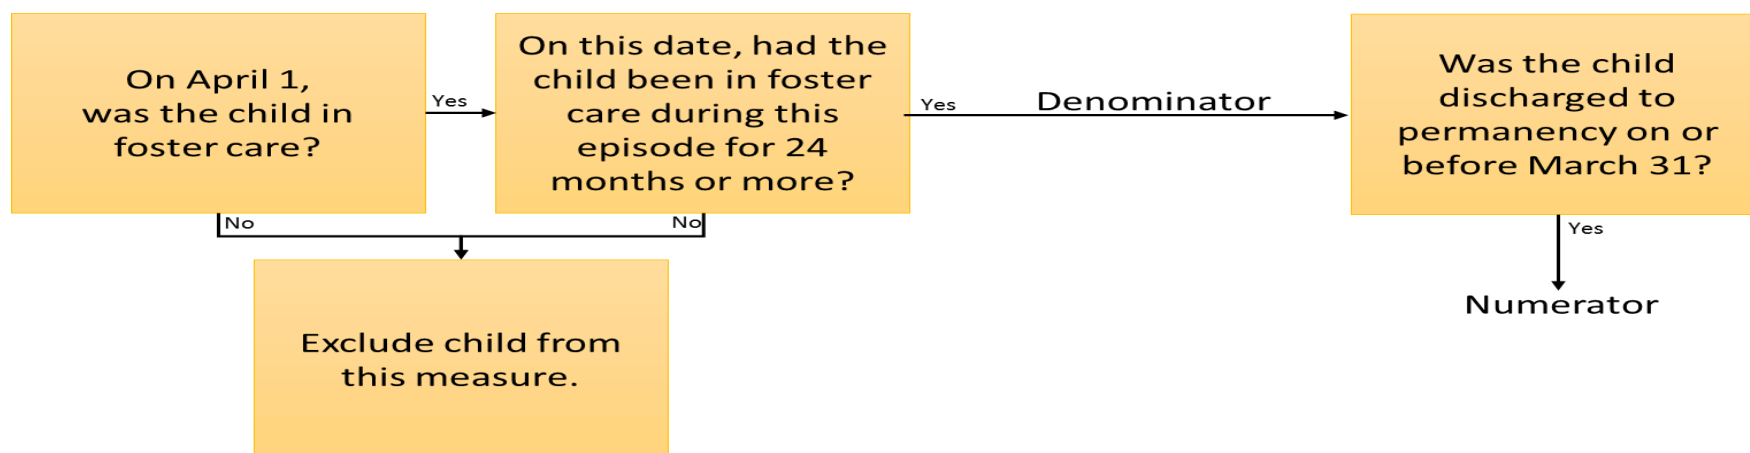 On April 1,
was the child in
foster care?
Yes
On this date, had the
child been in foster
care during this
episode for 24
months or more?
Yes
Denominator
Was the child
discharged to
permanency on or
before March 31?
No
No
Yes
Exclude child from
this measure.
Numerator